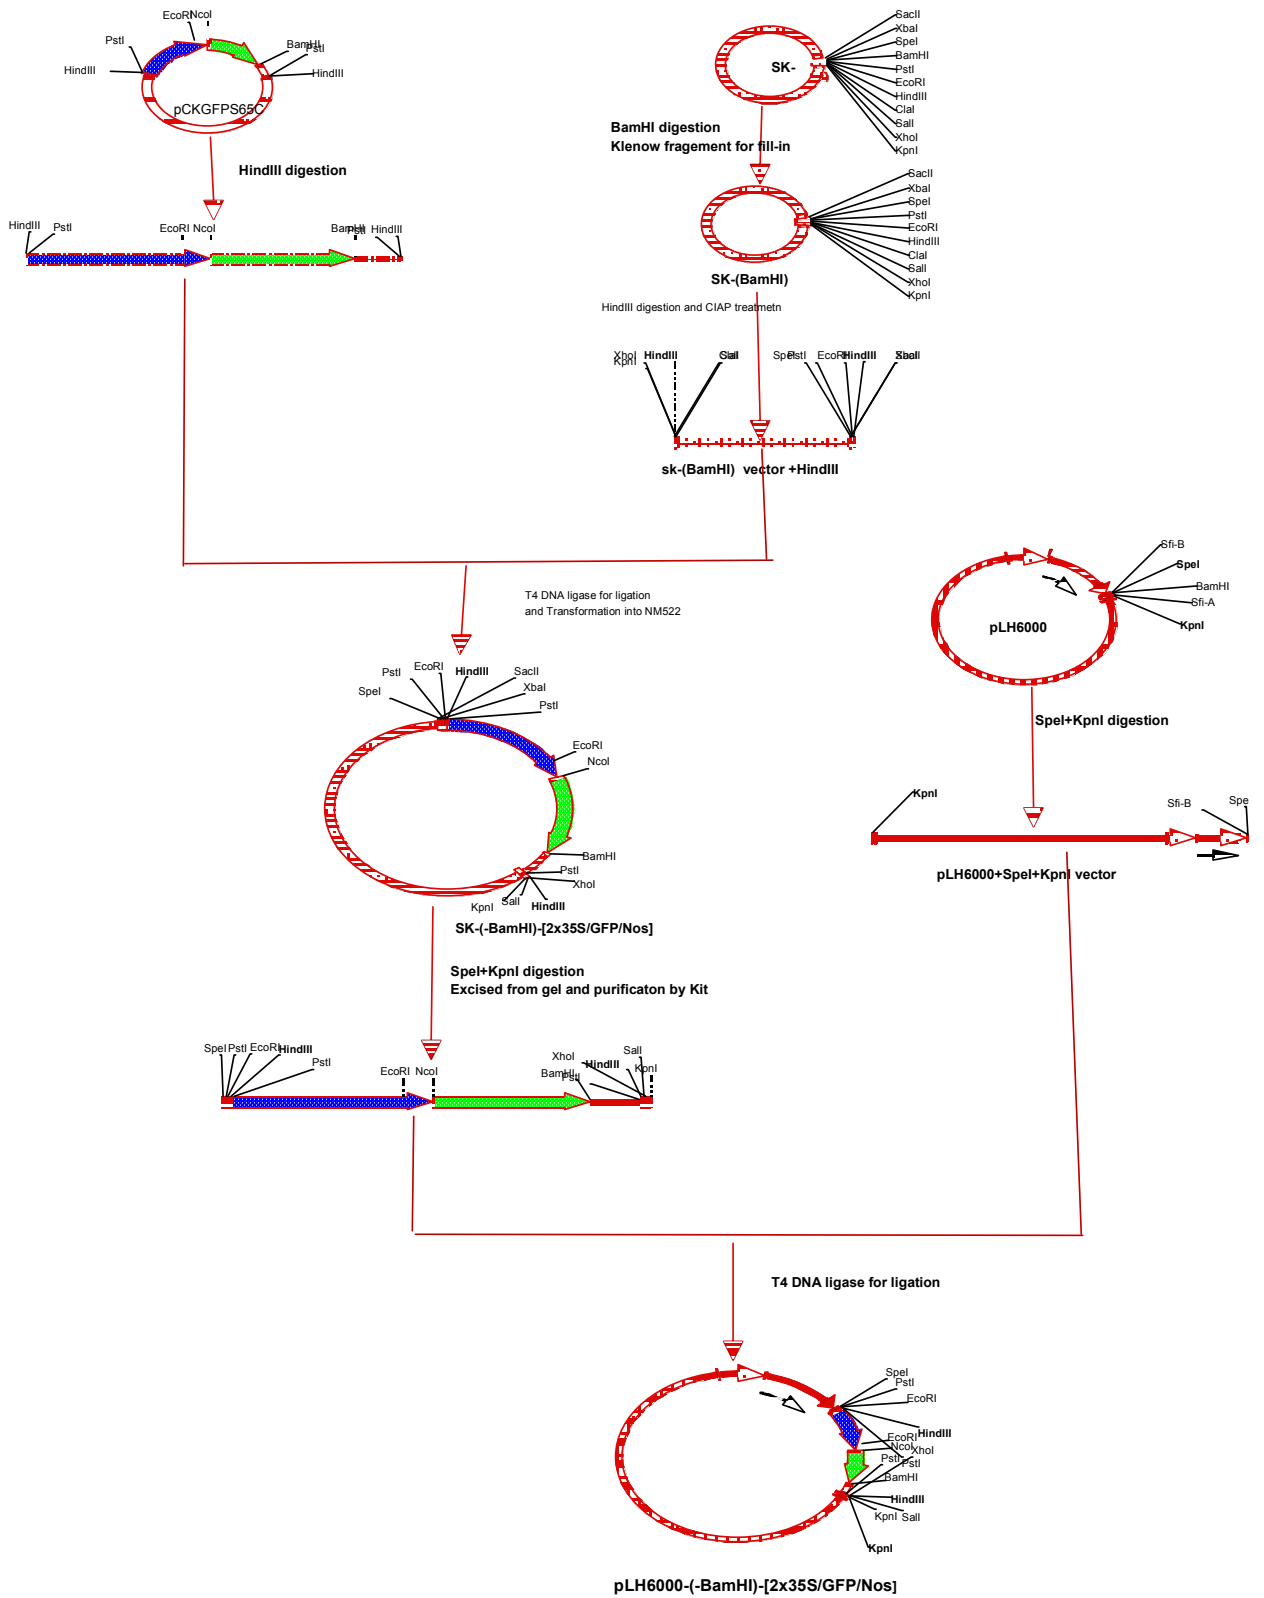 EcoRI
NcoI
PstI
BamHI
PstI
HindIII
HindIII
pCKGFPS65C
HindIII digestion
HindIII
PstI
EcoRI NcoI
BamHI
PstI
HindIII
SK-
SacII
XbaI
SpeI
BamHI
PstI
EcoRI
HindIII
ClaI
SalI
XhoI
KpnI
BamHI digestion
Klenow fragement for fill-in
SacII
XbaI
SpeI
PstI
EcoRI
HindIII
ClaI
SalI
XhoI
KpnI
SK-(BamHI)
HindIII digestion and CIAP treatmetn
XhoI
KpnI
HindIII
ClaI
SalI
SpeI
PstI
EcoRI
HindIII
XbaI
SacII
sk-(BamHI) vector +HindIII
T4 DNA ligase for ligation
and Transformation into NM522
Sfi-B
SpeI
BamHI
Sfi-A
KpnI
pLH6000
SpeI+KpnI digestion
SpeI
PstI
EcoRI
HindIII
SacII
XbaI
PstI
EcoRI
NcoI
BamHI
PstI
XhoI
HindIII
SalI
KpnI
SK-(-BamHI)-[2x35S/GFP/Nos]
KpnI
Sfi-B
Spe
pLH6000+SpeI+KpnI vector
SpeI+KpnI digestion
Excised from gel and purificaton by Kit
SpeI
PstI
EcoRI
HindIII
PstI
EcoRI
NcoI
XhoI
BamHI
PstI
HindIII
SalI
KpnI
T4 DNA ligase for ligation
SpeI
PstI
EcoRI
HindIII
EcoRI
NcoI
XhoI
PstI
PstI
BamHI
HindIII
KpnI
SalI
KpnI
pLH6000-(-BamHI)-[2x35S/GFP/Nos]